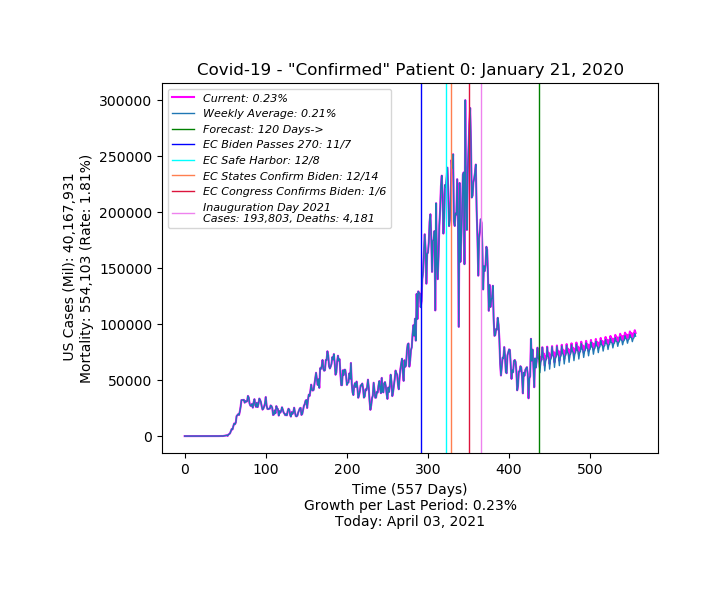 Covid-19 - "Confirmed" Patient 0: January 21, 2020
US Cases (Mil): 40,167,931
Mortality: 554,103 (Rate: 1.81%)
300000
250000
200000
150000
100000
50000
0
Current: 0.23%
Weekly Average: 0.21%
Forecast: 120 Days->
EC Biden Passes 270: 11/7
EC Safe Harbor: 12/8
EC States Confirm Biden: 12/14
EC Congress Confirms Biden: 1/6
Inauguration Day 2021
Cases: 193,803, Deaths: 4,181
0 100 200 300 400 500
Time (557 Days)
Growth per Last Period: 0.23%
Today: April 03, 2021